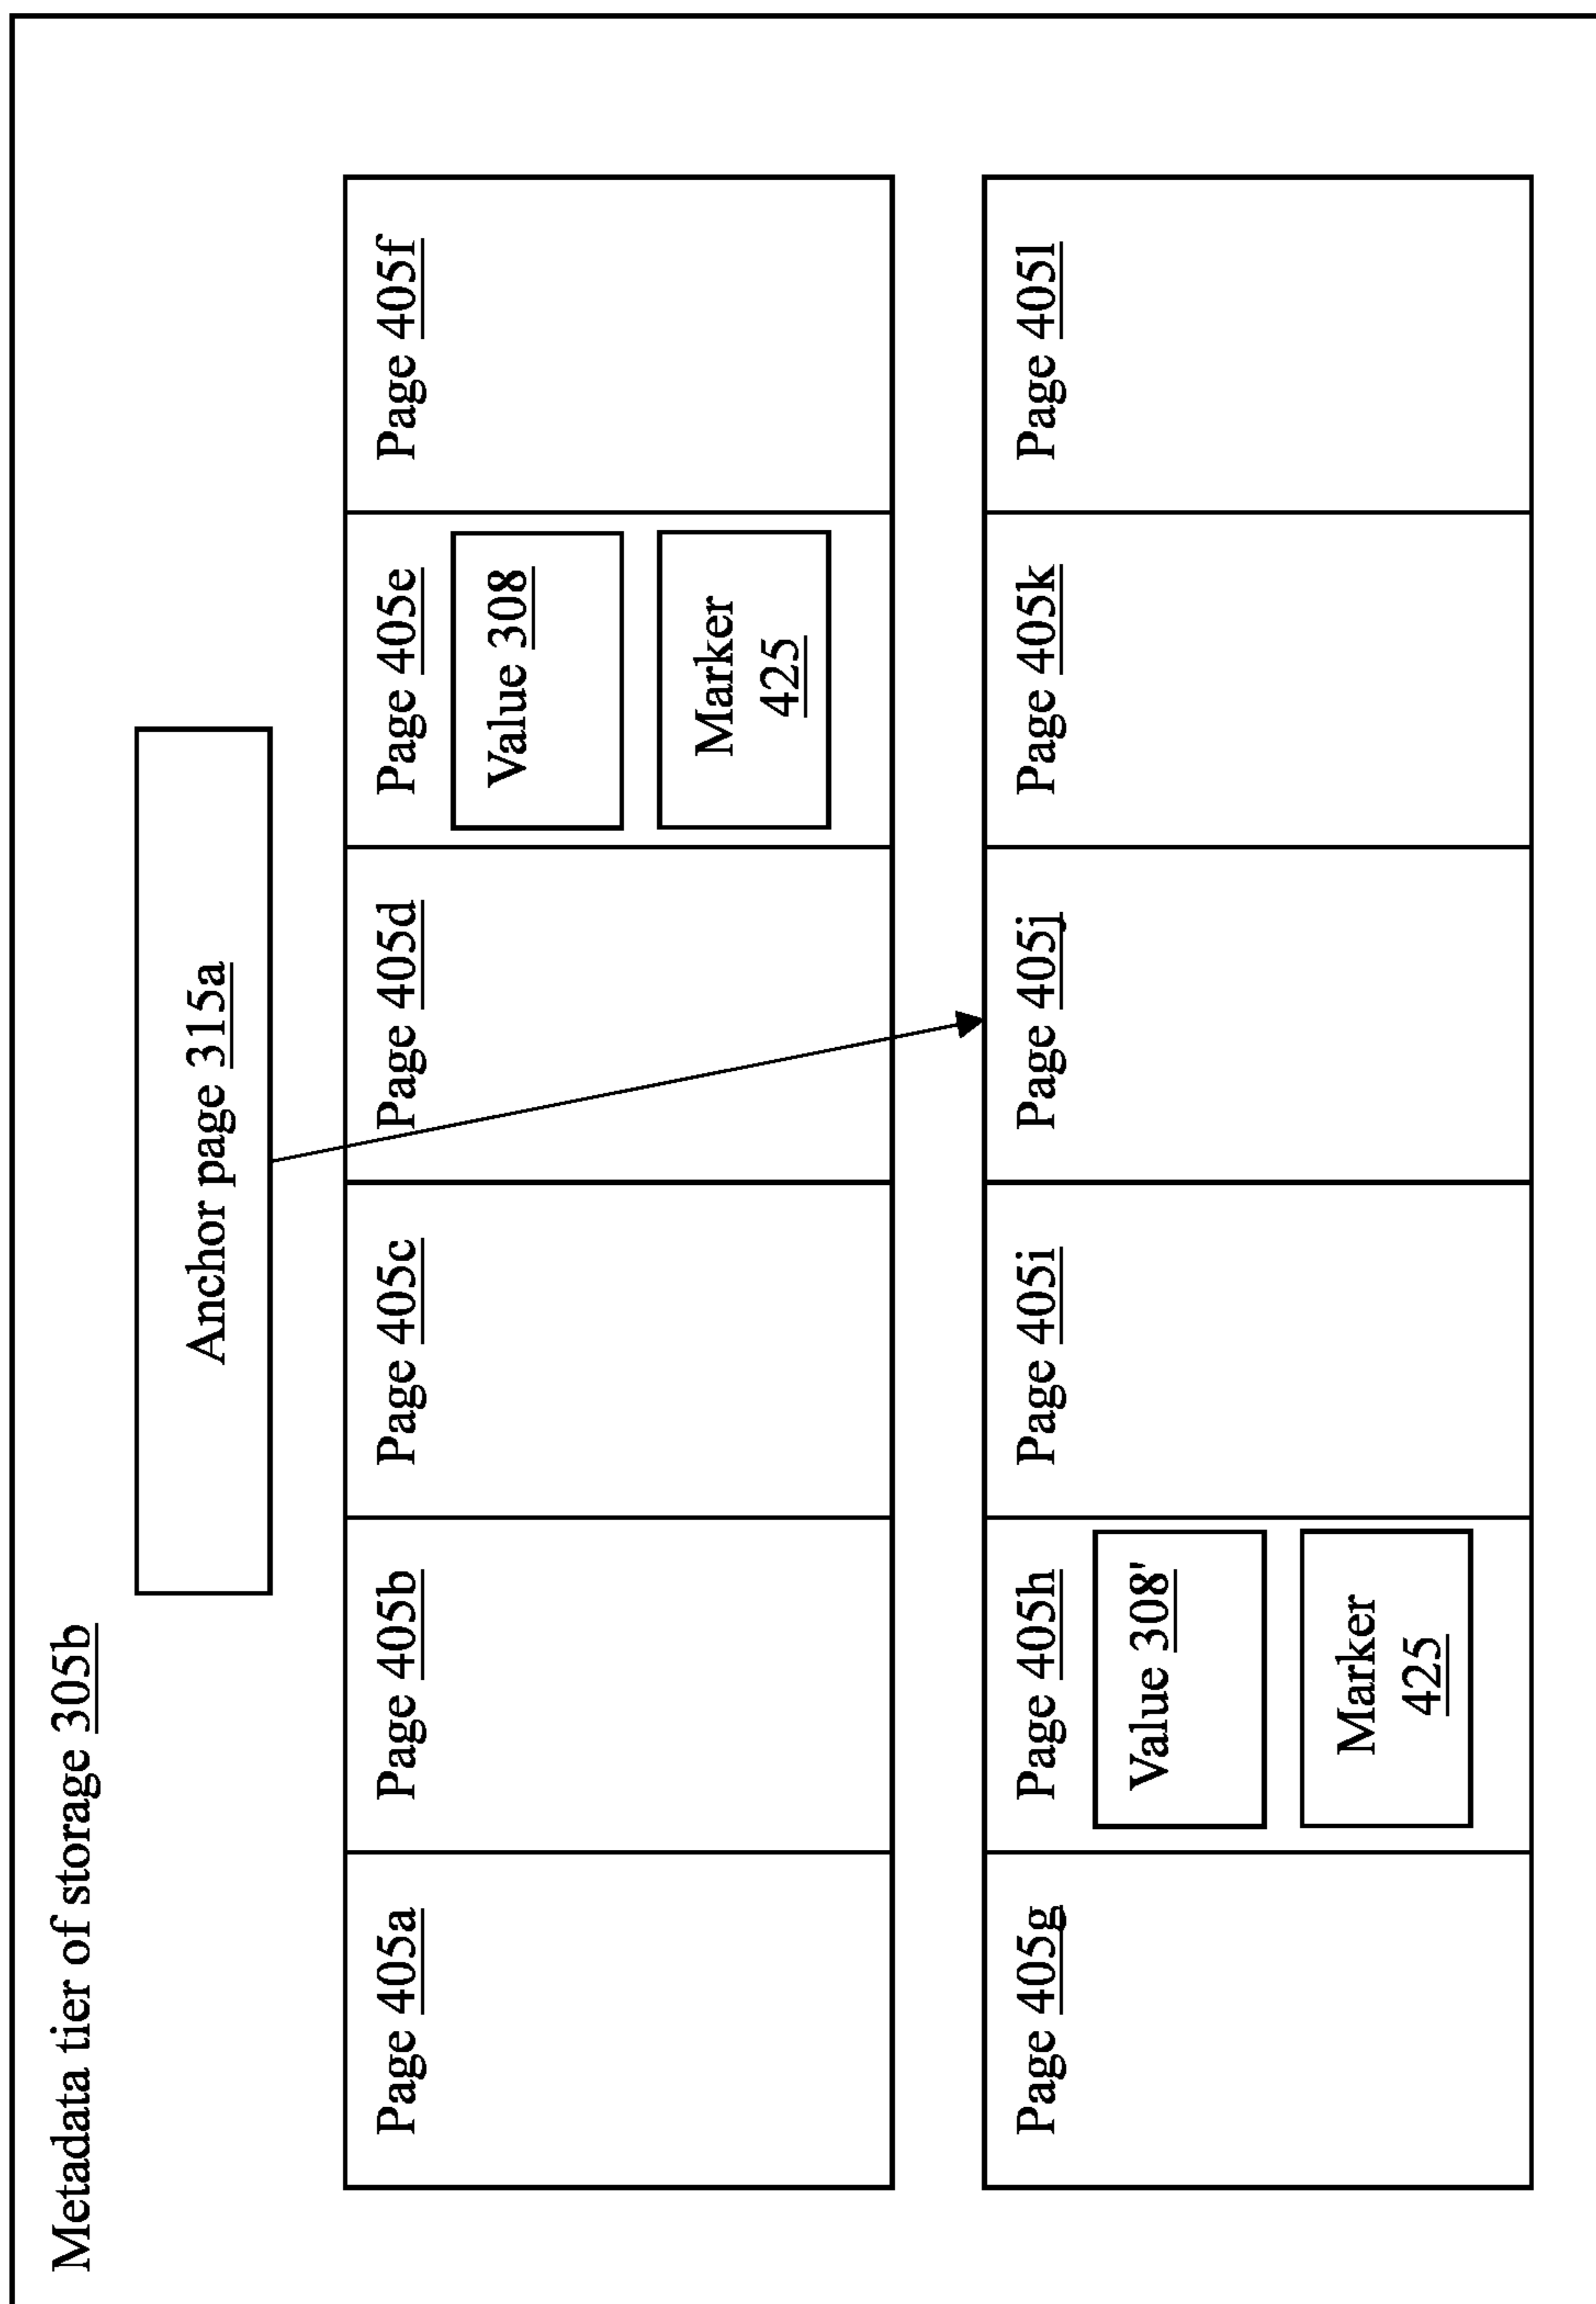 Metadata tier of storage 305b
Anchor page 315a
Page 405a
Page 405b
Page 405c
Page 405d
Page 405e
Value 308
Marker
425
Page 405f
Page 405g
Page 405h
Value 308'
Marker
425
Page 405i
Page 405j
Page 405k
Page 405l